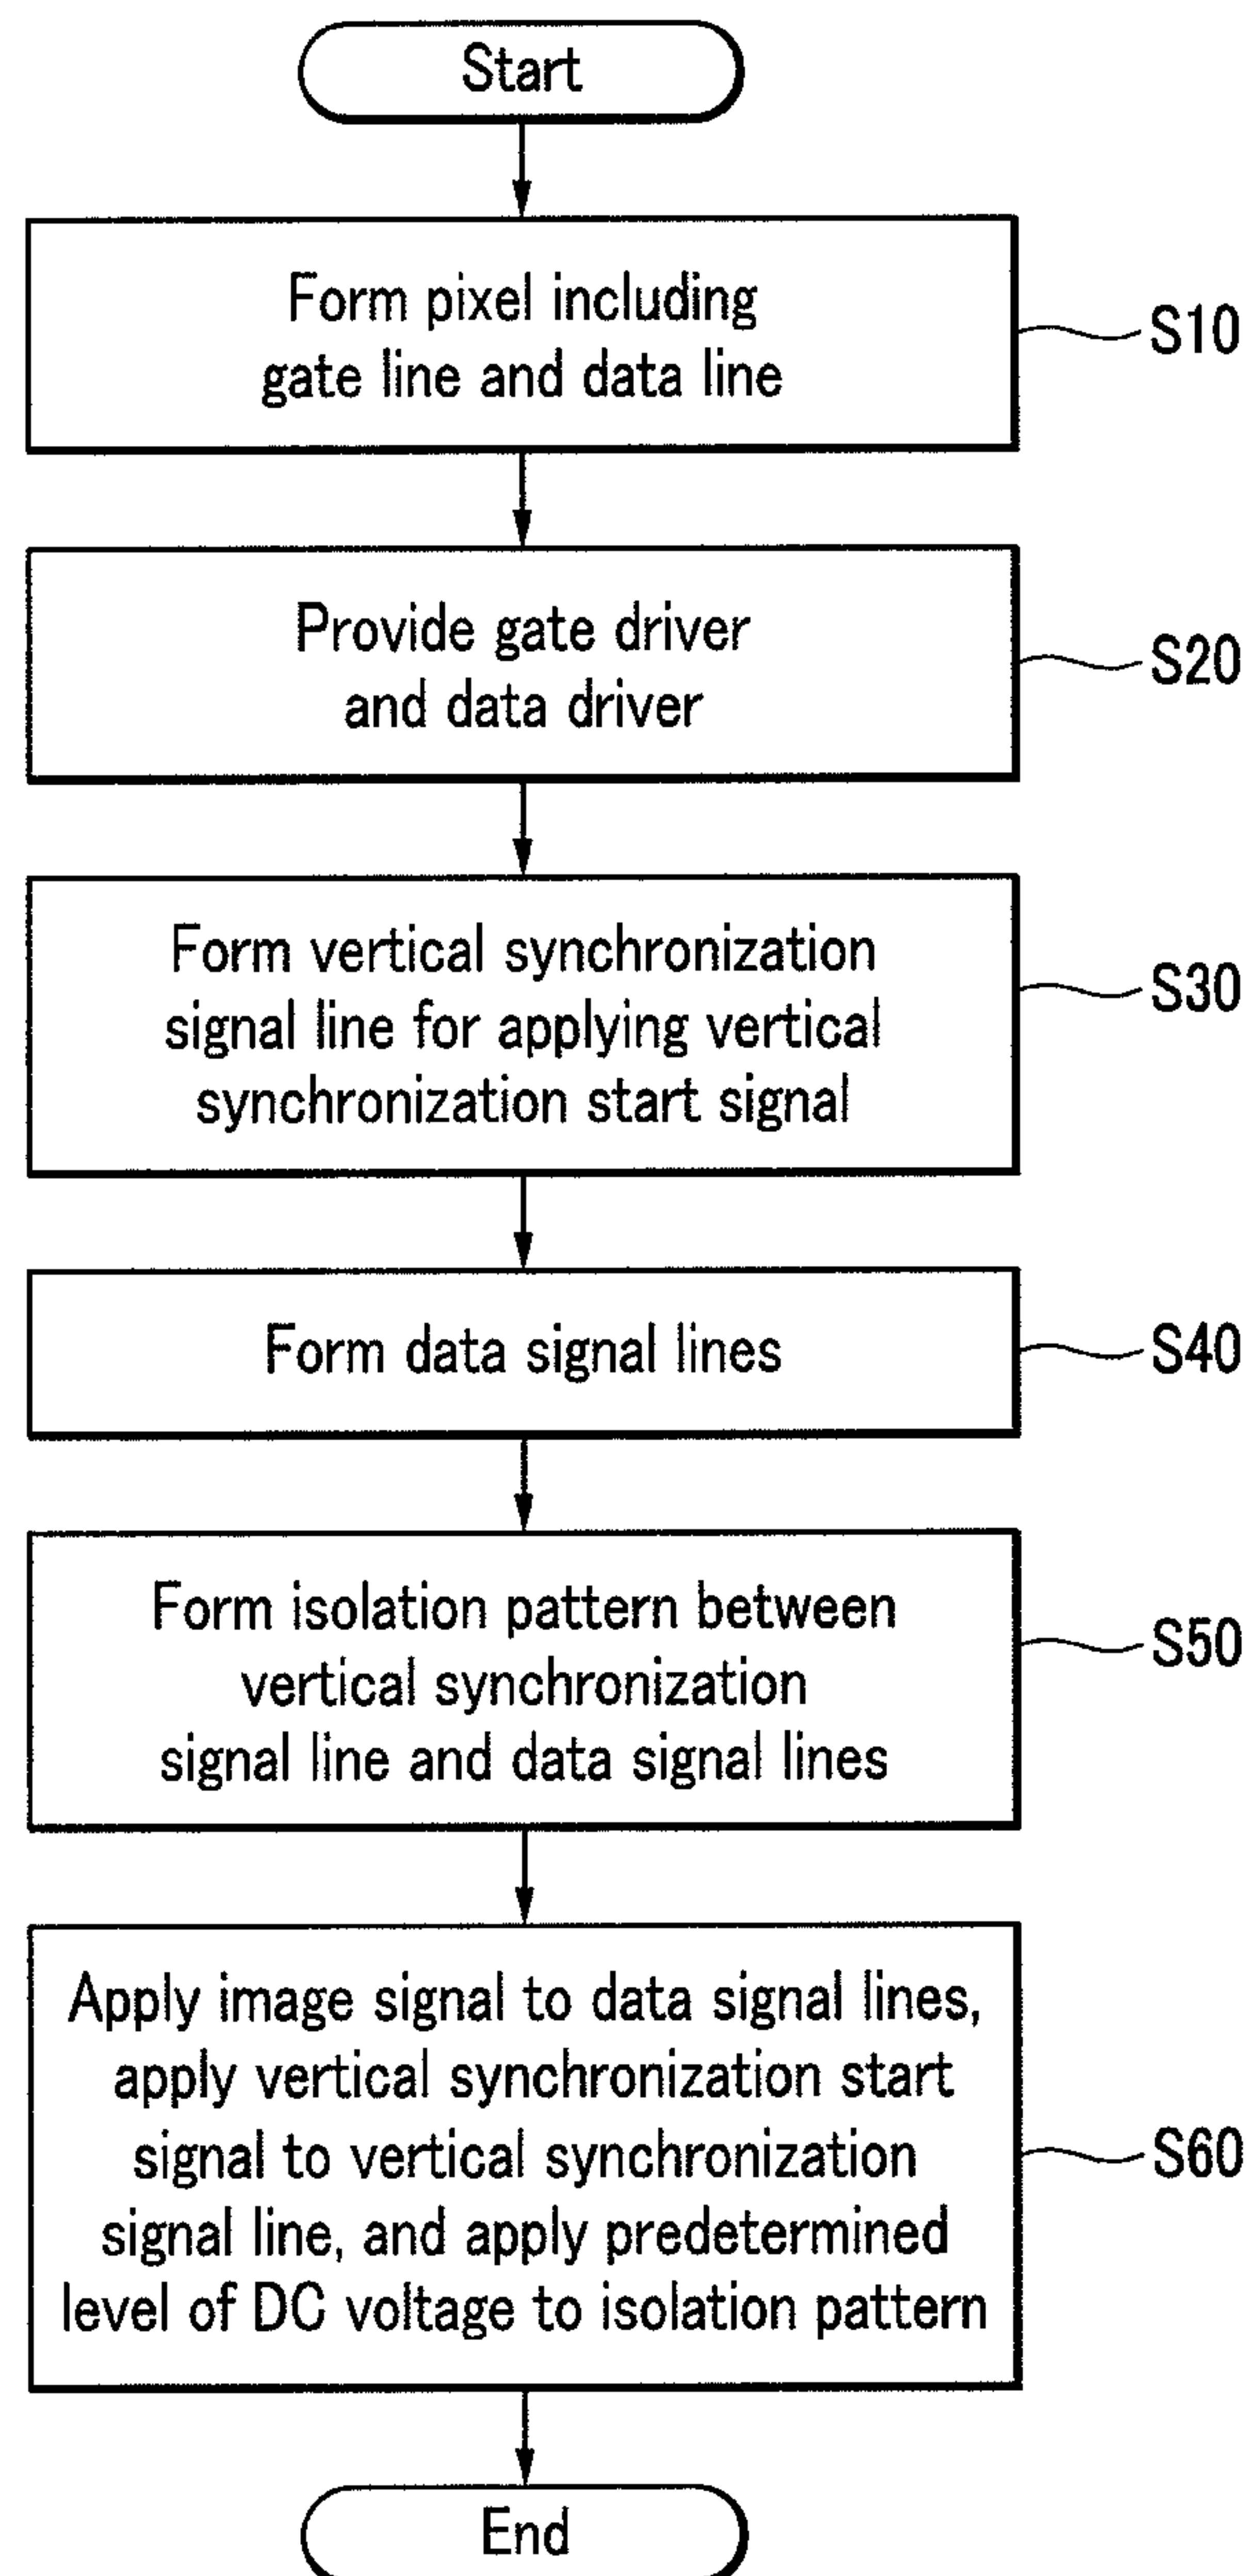 Start
Form pixel including
gate line and data line
S10
Provide gate driver
and data driver
S20
Form vertical synchronization
signal line for applying vertical
synchronization start signal
S30
Form data signal lines
S40
Form isolation pattern between
vertical synchronization
signal line and data signal lines
S50
Apply image signal to data signal lines,
apply vertical synchronization start
signal to vertical synchronization
signal line, and apply predetermined
level of DC voltage to isolation pattern
S60
End